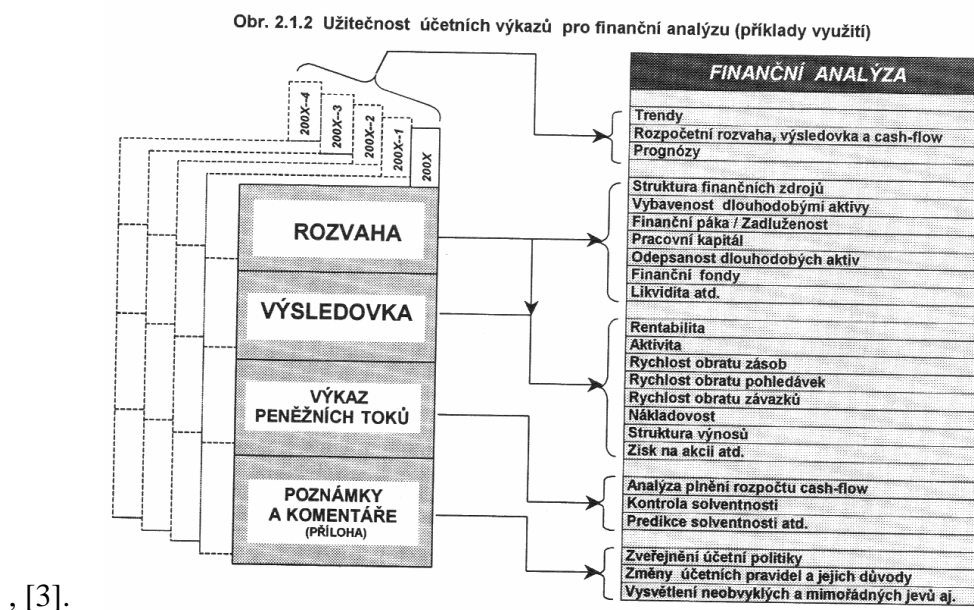 Obr. 2.1.2 Užitečnost účetních výkazů pro finanční analýzu (příklady využití)
200X--4
200X--3
200X--2
200X--1
200X
ROZVAHA
VÝSLEDOVKA
VÝKAZ
PENĚŽNÍCH TOKŮ
POZNÁMKY
A KOMENTÁŘE
(PŘÍLOHA)
FINANČNÍ ANALÝZA
Trendy
Rozpočetní rozvaha, výsledovka a cash-flow
Prognózy
Struktura finančních zdrojů
Vybavenost dlouhodobými aktivy
Finanční páka / Zadluženost
Pracovní kapitál
Odepsanost dlouhodobých aktiv
Finanční fondy
Likvidita atd.
Rentabilita
Aktivita
Rychlost obratu zásob
Rychlost obratu pohledávek
Rychlost obratu závazků
Nákladovost
Struktura výnosů
Zisk na akcii atd.
Analýza plnění rozpočtu cash-flow
Kontrola solventnosti
Predikce solventnosti atd.
Zveřejnění účetní politiky
Změny účetních pravidel a jejich důvody
Vysvětlení neobvyklých a mimořádných jevů aj.
, [3].